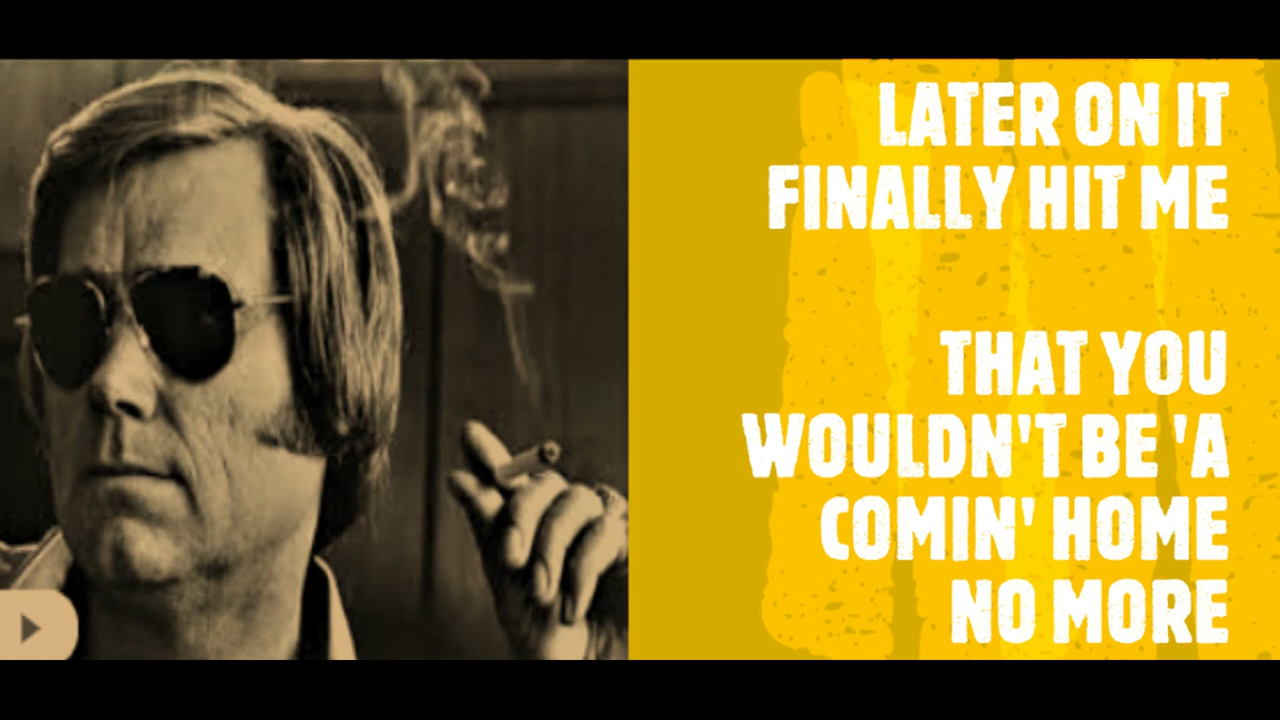 LATER ON IT
FINALLY HIT ME
THAT YOU
WOULDN'T BE 'A
COMIN' HOME
NO MORE